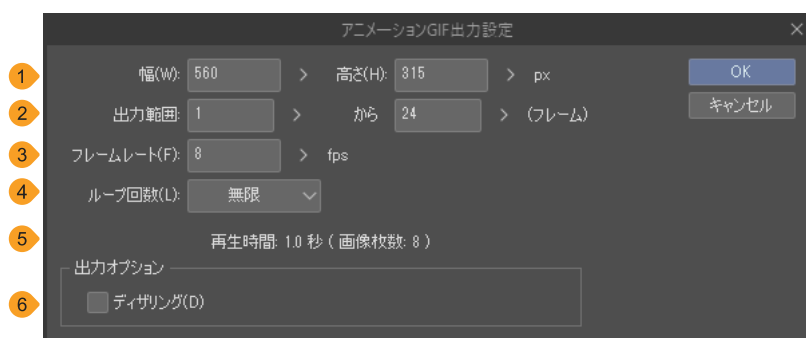 アニメーションGIF出力設定
1 幅(W): 560 > 高さ(H): 315 > px OK
2 出力範囲: 1 > から 24 > (フレーム) キャンセル
3 フレームレート(F): 8 > fps
4 ループ回数(L): 無限
5 再生時間: 1.0 秒 ( 画像枚数: 8 )
出力オプション
6 ディザリング(D)